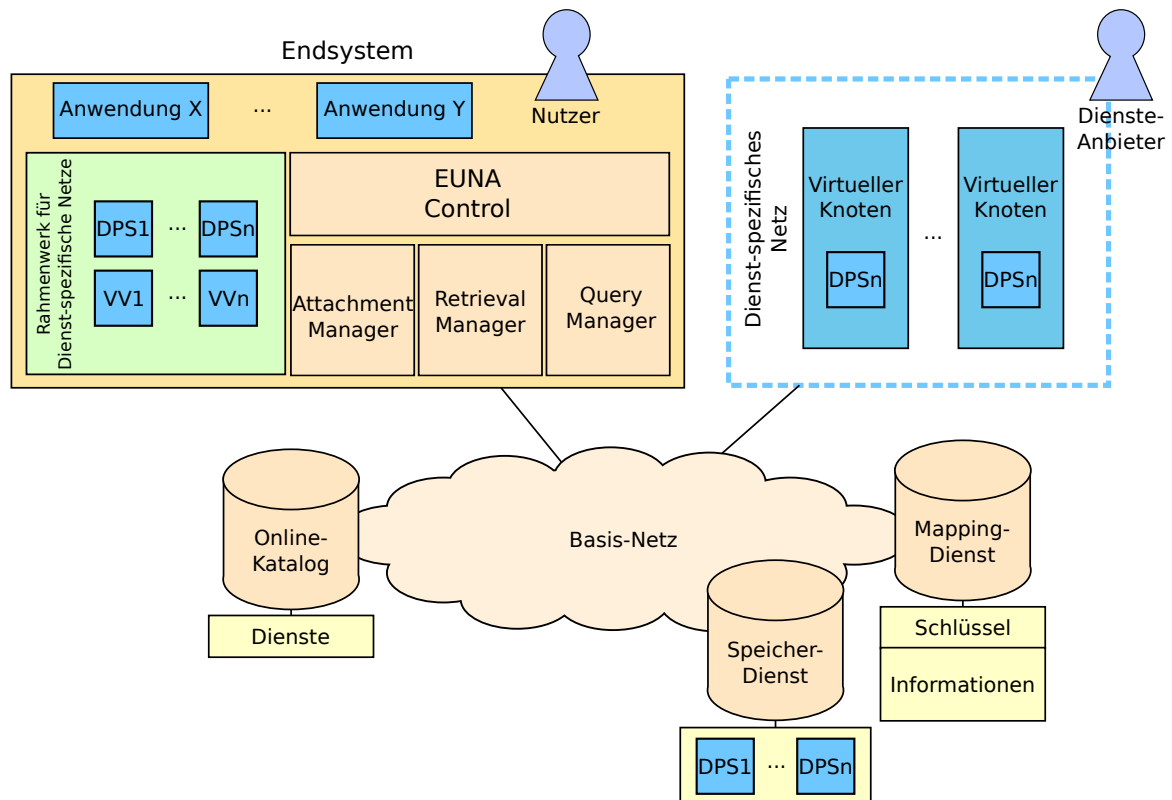 Endsystem
Anwendung X
...
Anwendung Y
Nutzer
Rahmenwerk für
Dienst-spezifische Netze
DPS1
...
DPSn
VV1
...
VVn
EUNA
Control
Attachment
Manager
Retrieval
Manager
Query
Manager
Dienste-
Anbieter
Dienst-spezifisches
Netz
Virtueller
Knoten
DPSn
...
Virtueller
Knoten
DPSn
Basis-Netz
Online-
Katalog
Dienste
Mapping-
Dienst
Schlüssel
Informationen
Speicher-
Dienst
DPS1
...
DPSn